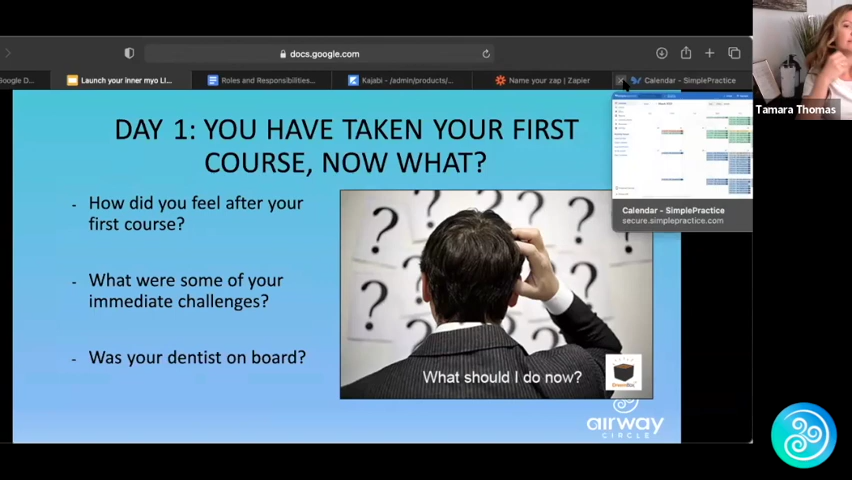 docs.google.com
Google D...
Launch your inner myo LI...
Roles and Responsibilities...
Kajabi - /admin/products/...
Name your zap | Zapier
Calendar - SimplePractice
Tamara Thomas
Calendar - SimplePractice
secure.simplepractice.com
DAY 1: YOU HAVE TAKEN YOUR FIRST
COURSE, NOW WHAT?
- How did you feel after your
first course?
- What were some of your
immediate challenges?
- Was your dentist on board?
? ? ? ? ?
What should I do now?
airway
CIRCLE